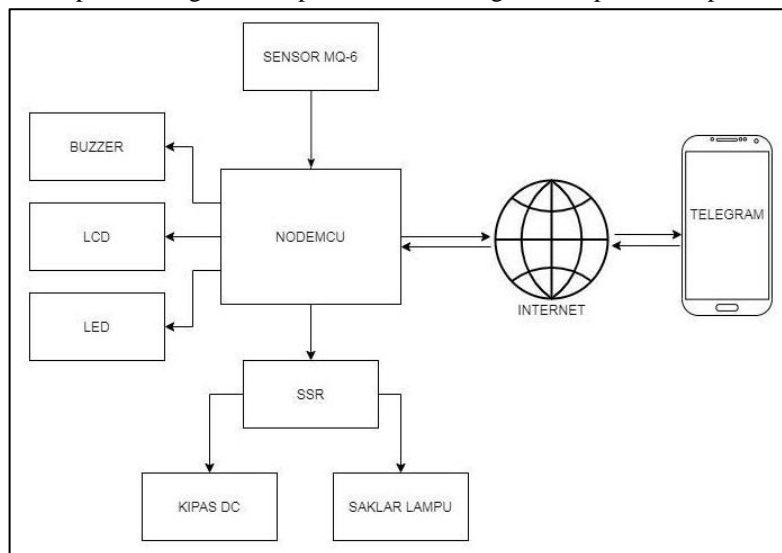 SENSOR MQ-6
BUZZER
LCD
LED
NODEMCU
INTERNET
TELEGRAM
SSR
KIPAS DC
SAKLAR LAMPU